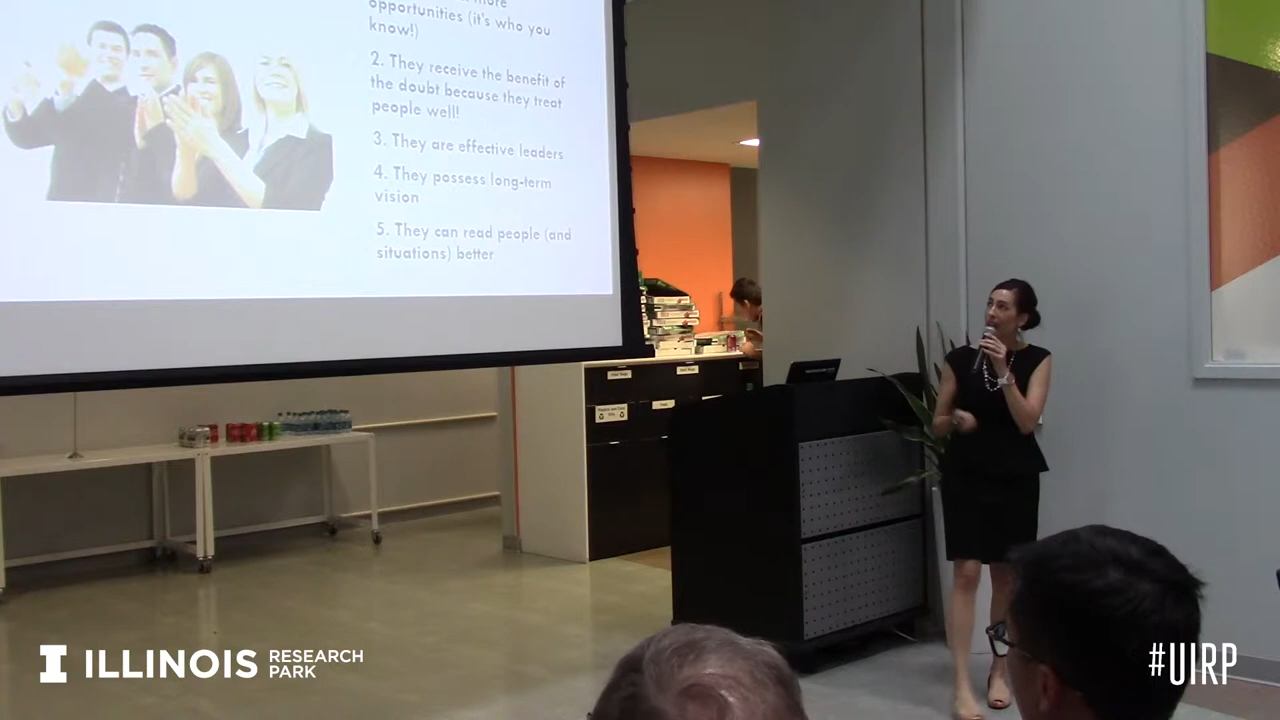 more
opportunities (it's who you
know!)
2. They receive the benefit of
the doubt because they treat
people well!
3. They are effective leaders
4. They possess long-term
vision
5. They can read people (and
situations) better
ILLINOIS RESEARCH
PARK
#UIRP